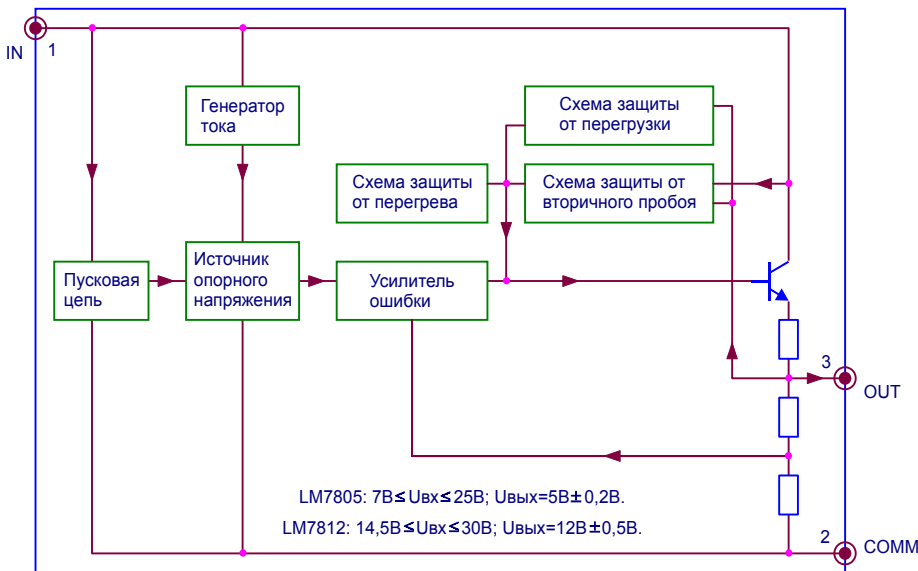 IN
1
Генератор
тока
Схема защиты
от перегрузки
Схема защиты
от перегрева
Схема защиты от
вторичного пробоя
Пусковая
цепь
Источник
опорного
напряжения
Усилитель
ошибки
3
OUT
LM7805: 7В≤Uвх≤25В; Uвых=5В±0,2В.
LM7812: 14,5В≤Uвх≤30В; Uвых=12В±0,5В.
2
COMM